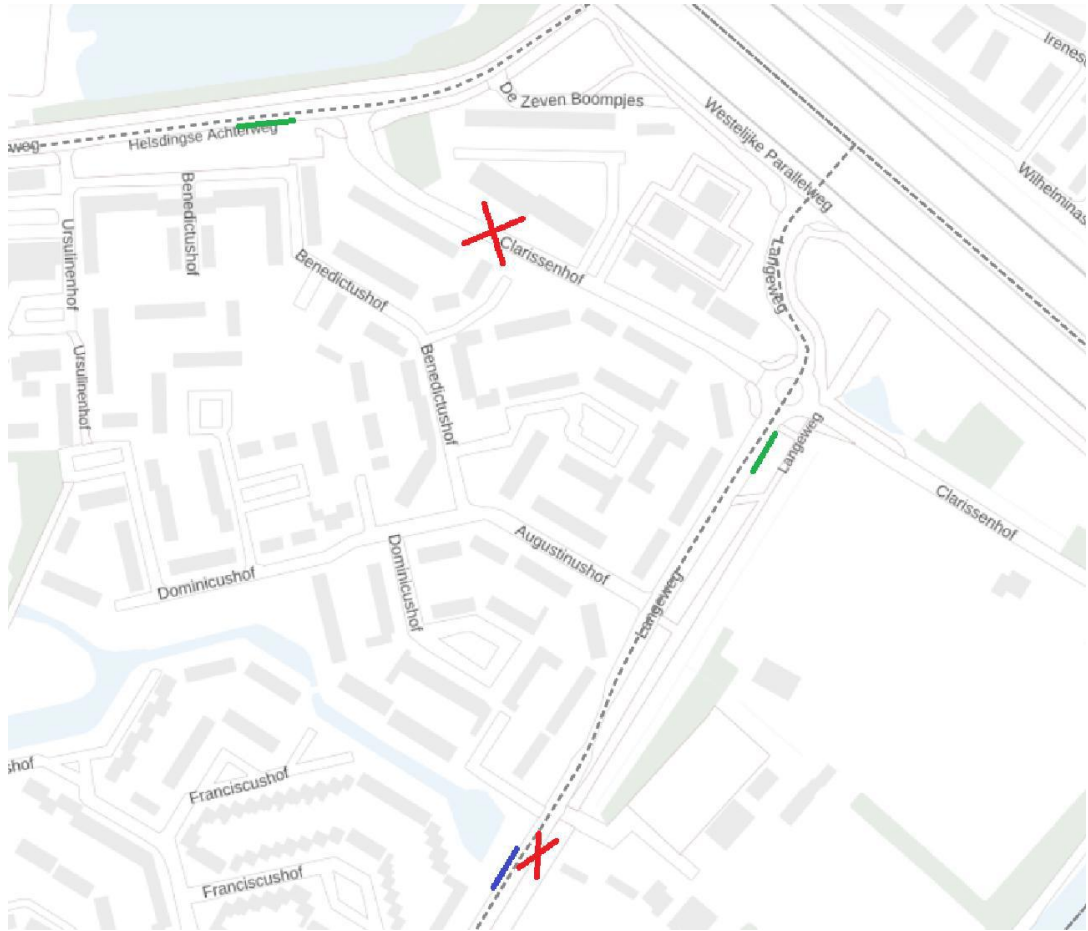 Irenes
De Zeven Boompjes
Westelijke Parallelweg
Helsdingse Achterweg
weg
Wilhelminas
Benedictushof
Ursulinenhof
Clarissenhof
Langeweg
Benedictushof
Ursulinenhof
Benedictushof
Langeweg
Clarissenhof
Augustinushof
Dominicushof
Dominicushof
Langeweg
shof
Franciscushof
Franciscushof